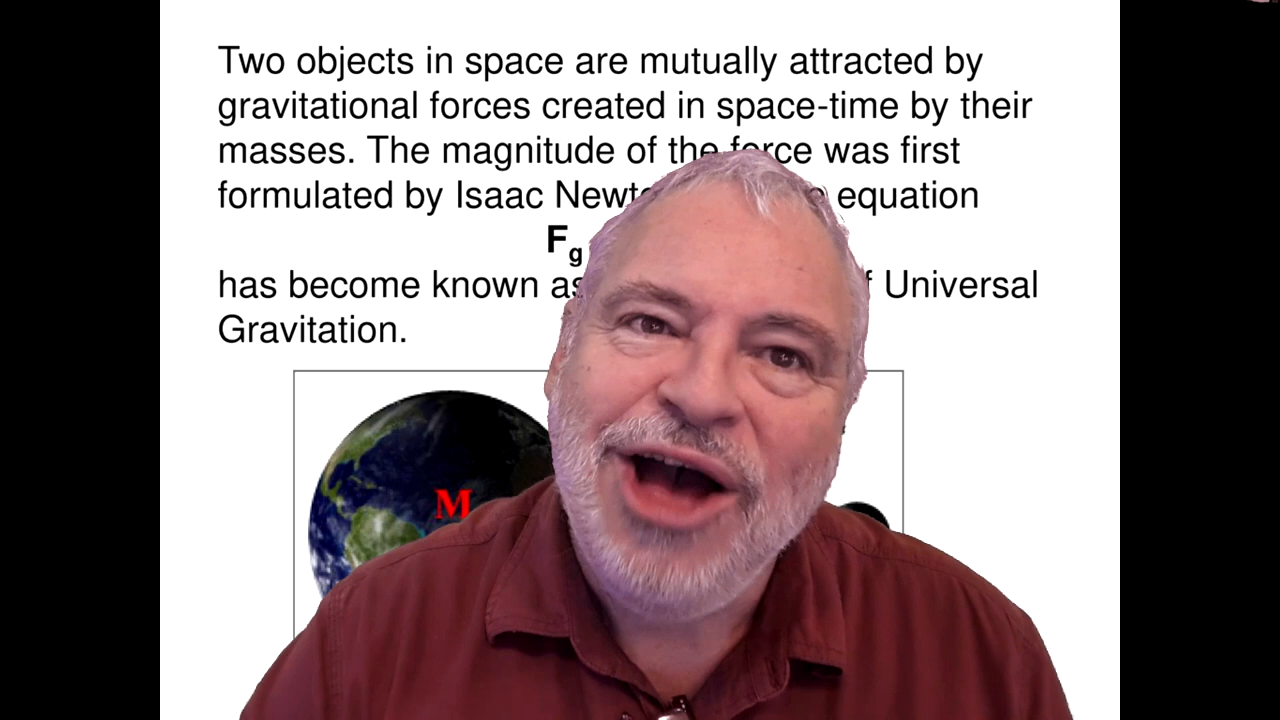 Two objects in space are mutually attracted by
gravitational forces created in space-time by their
masses. The magnitude of the force was first
formulated by Isaac equation
Fg
has become known as Universal
Gravitation.
M